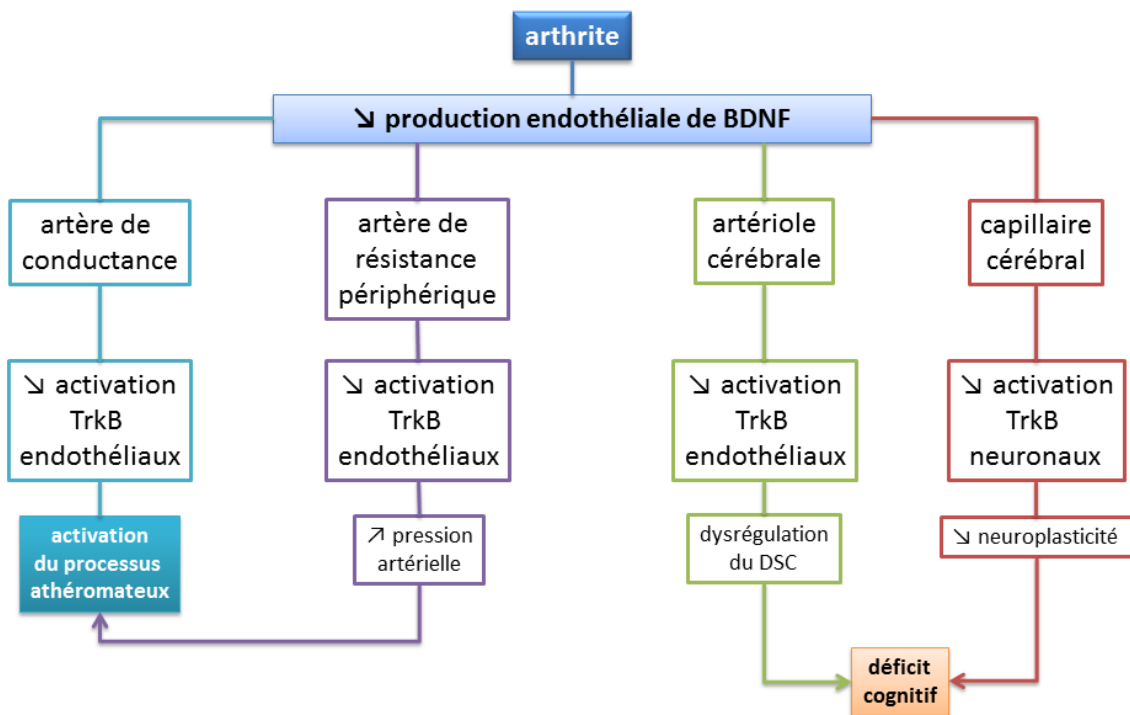 arthrite
↘ production endothéliale de BDNF
artère de
conductance
artère de
résistance
périphérique
artériole
cérébrale
capillaire
cérébral
↘ activation
TrkB
endothéliaux
↘ activation
TrkB
endothéliaux
↘ activation
TrkB
endothéliaux
↘ activation
TrkB
neuronaux
activation
du processus
athéromateux
↗ pression
artérielle
dysrégulation
du DSC
↘ neuroplasticité
déficit
cognitif